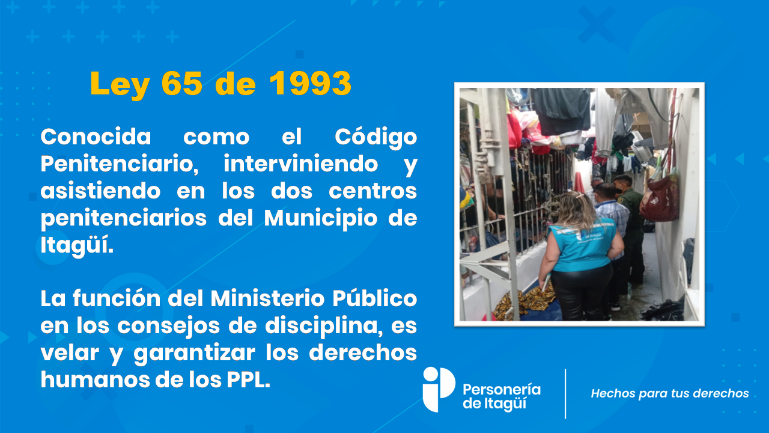 Ley 65 de 1993
Conocida como el Código
Penitenciario, interviniendo y
asistiendo en los dos centros
penitenciarios del Municipio de
Itagüí.
La función del Ministerio Público
en los consejos de disciplina, es
velar y garantizar los derechos
humanos de los PPL.
Personería
de Itagüí
Hechos para tus derechos